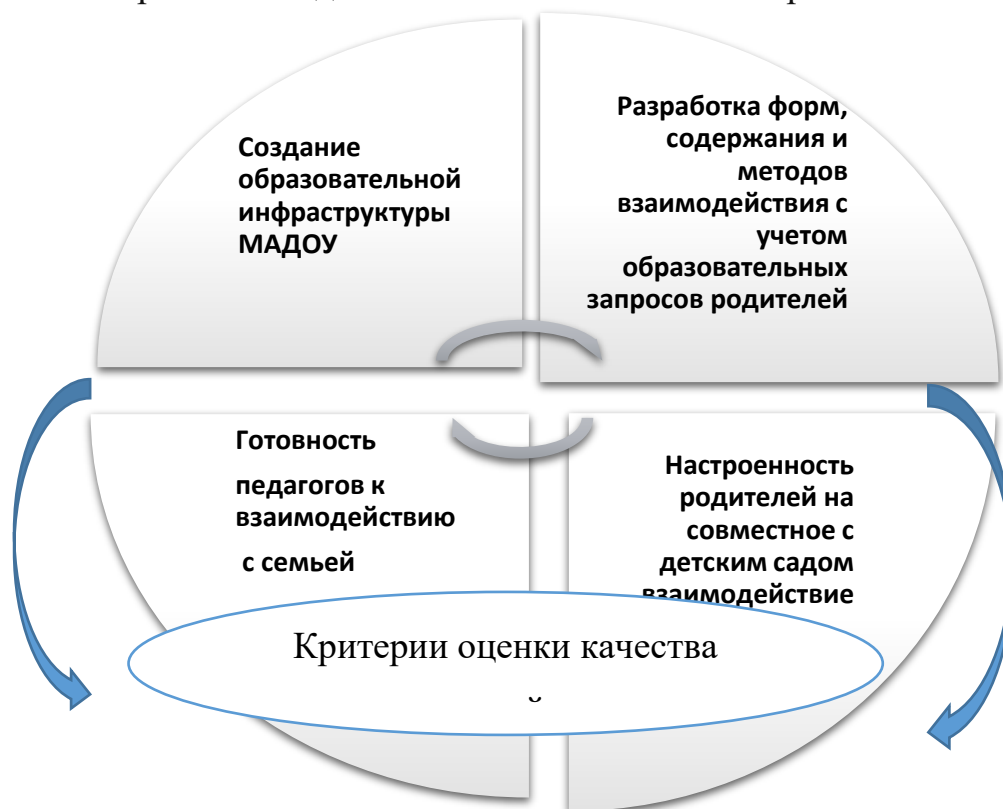 Создание
образовательной
инфраструктуры
МАДОУ
Разработка форм,
содержания и
методов
взаимодействия с
учетом
образовательных
запросов родителей
Готовность
педагогов к
взаимодействию
с семьей
Настроенность
родителей на
совместное с
детским садом
взаимодействие
Критерии оценки качества